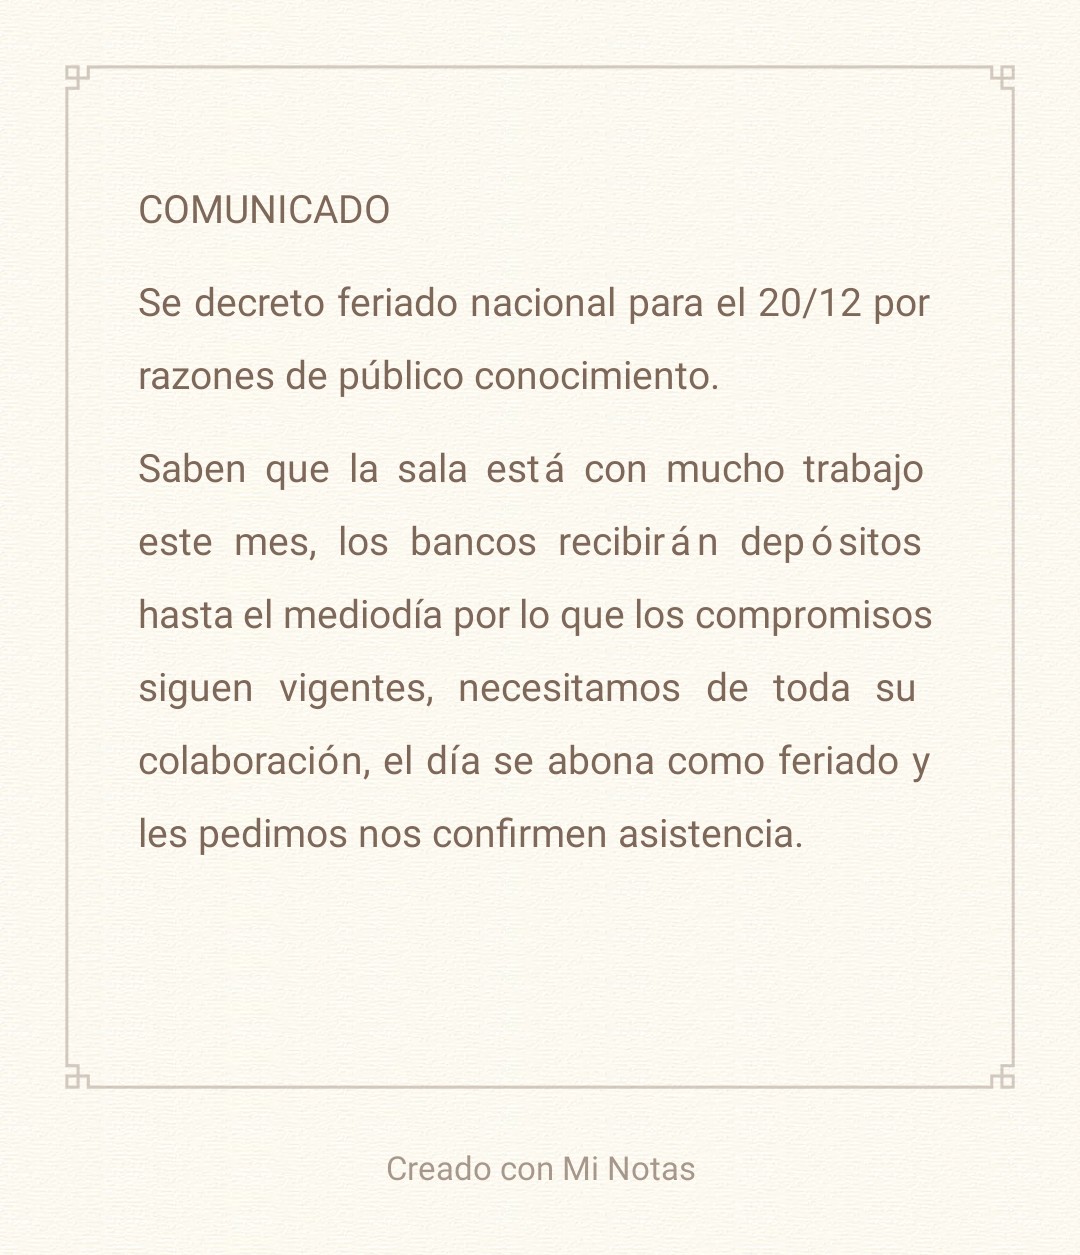 COMUNICADO
Se decreto feriado nacional para el 20/12 por
razones de público conocimiento.
Saben que la sala está con mucho trabajo
este mes, los bancos recibirán depósitos
hasta el mediodía por lo que los compromisos
siguen vigentes, necesitamos de toda su
colaboración, el día se abona como feriado y
les pedimos nos confirmen asistencia.
Creado con Mi Notas